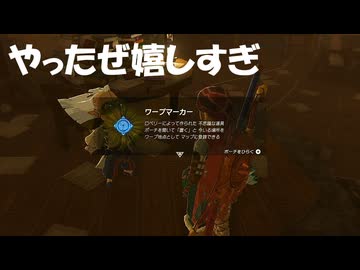 やったぜ嬉しすぎ
ワープマーカー
ロベリーによって作られた 不思議な道具
ポーチを開いて「置く」と 今いる場所を
ワープ地点として マップに登録できる
ポーチをひらく